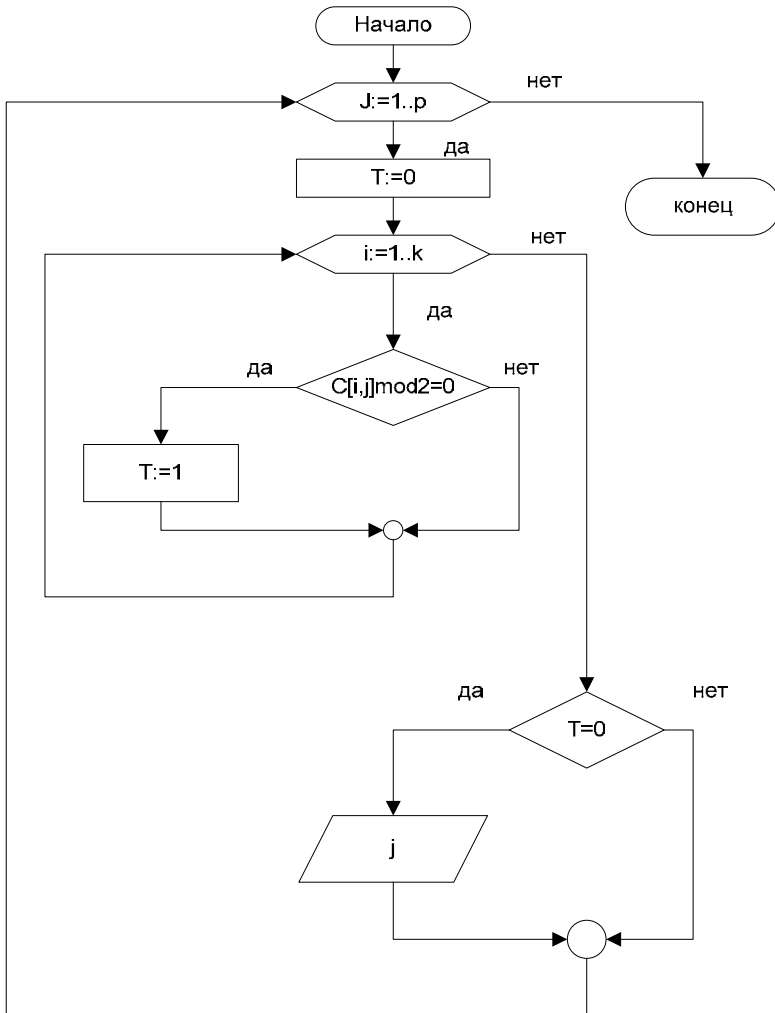 Начало
нет
J:=1..p
да
T:=0
конец
нет
i:=1..k
да
да
нет
C[i,j]mod2=0
T:=1
да
нет
T=0
j